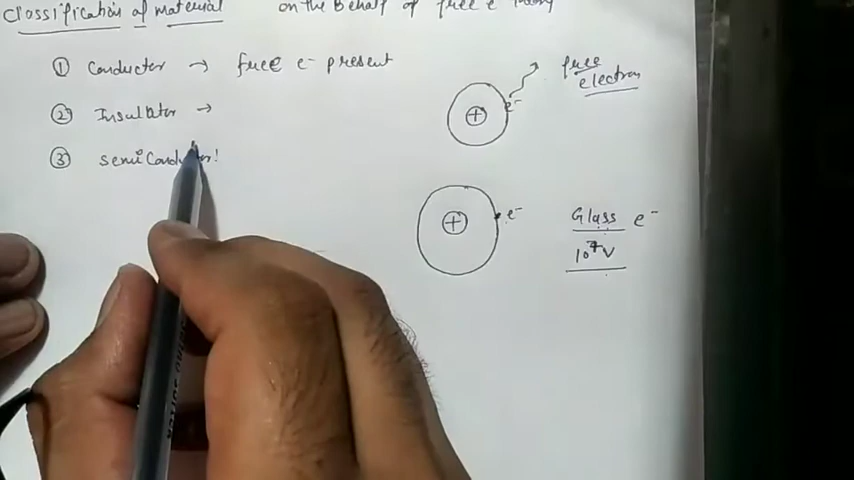 Classification of material on the Behalf of free e⁻ Theory
① Conductor → free e⁻ present
② Insulator →
③ semiconductor!
e⁻ free electron
+
e⁻
+
Glass e⁻
10⁷V